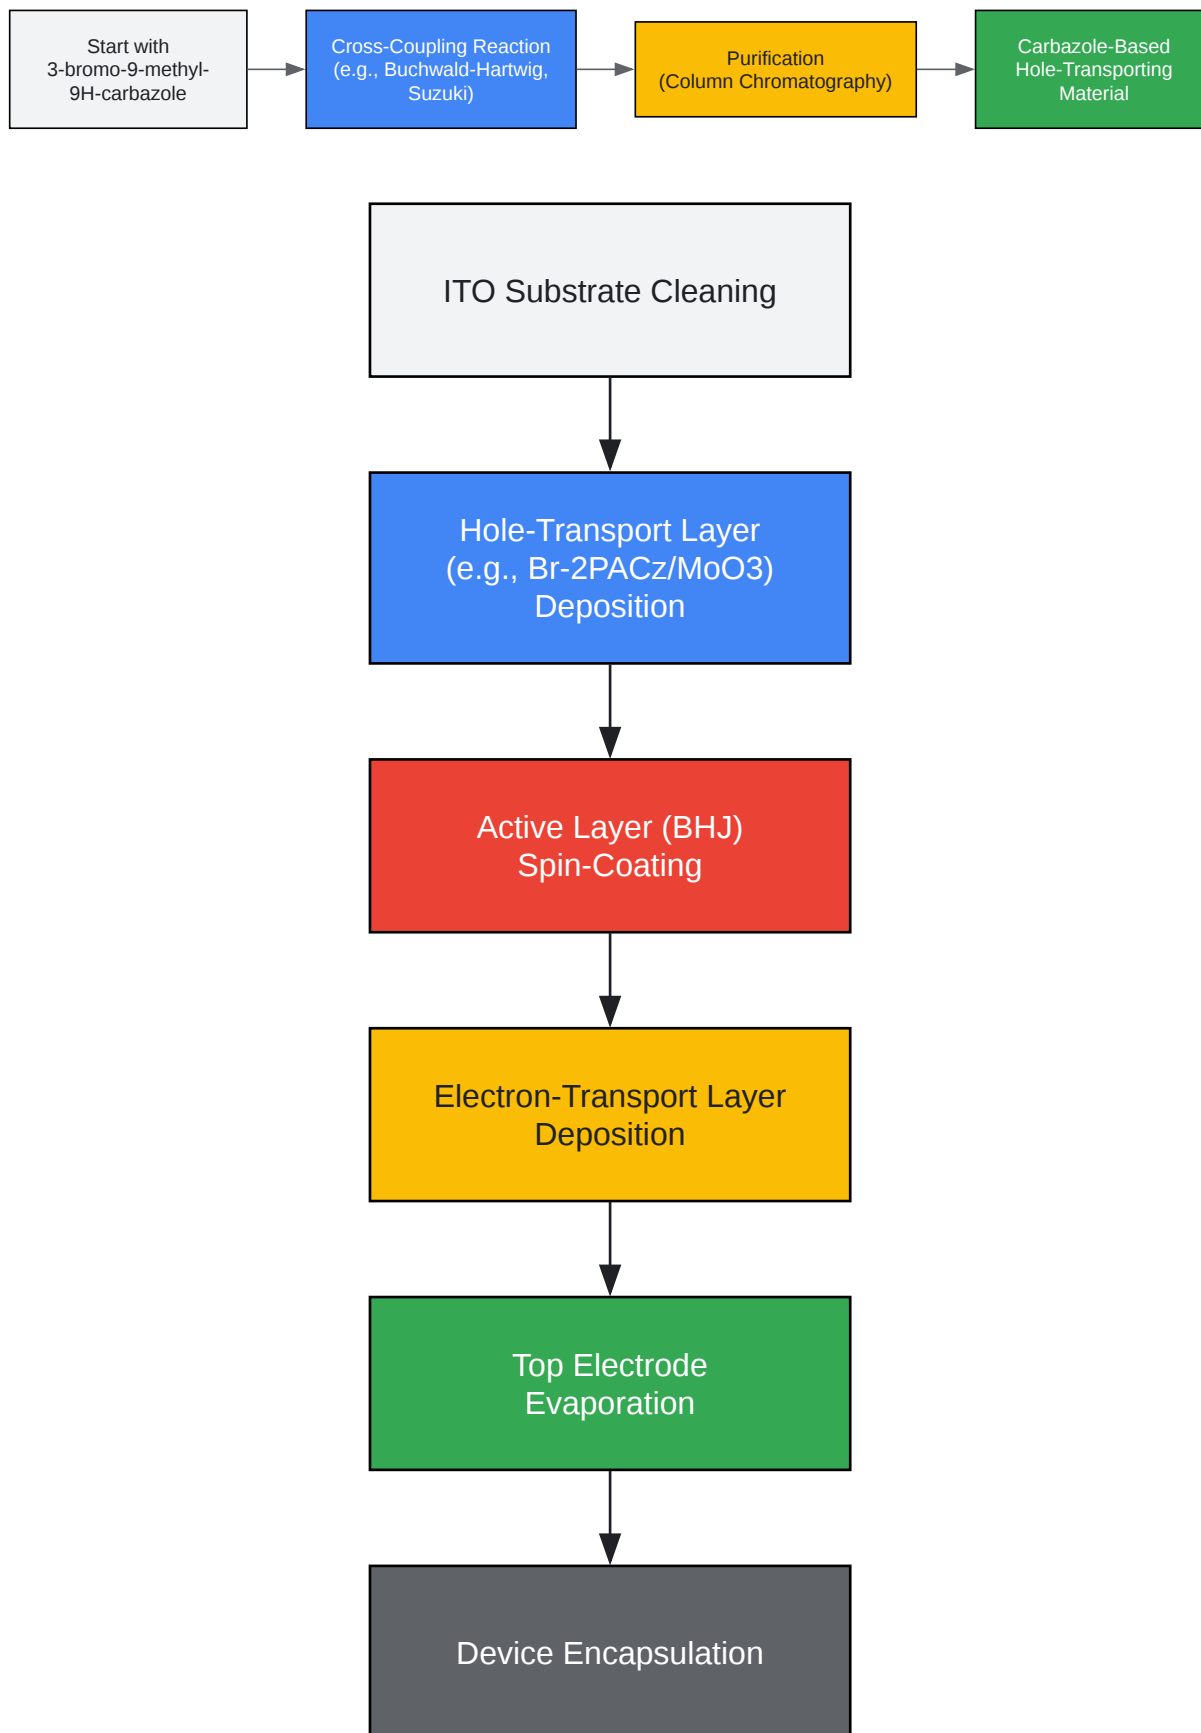 Start with
3-bromo-9-methyl-
9H-carbazole
Cross-Coupling Reaction
(e.g., Buchwald-Hartwig,
Suzuki)
Purification
(Column Chromatography)
Carbazole-Based
Hole-Transporting
Material
ITO Substrate Cleaning
Hole-Transport Layer
(e.g., Br-2PACz/MoO3)
Deposition
Active Layer (BHJ)
Spin-Coating
Electron-Transport Layer
Deposition
Top Electrode
Evaporation
Device Encapsulation